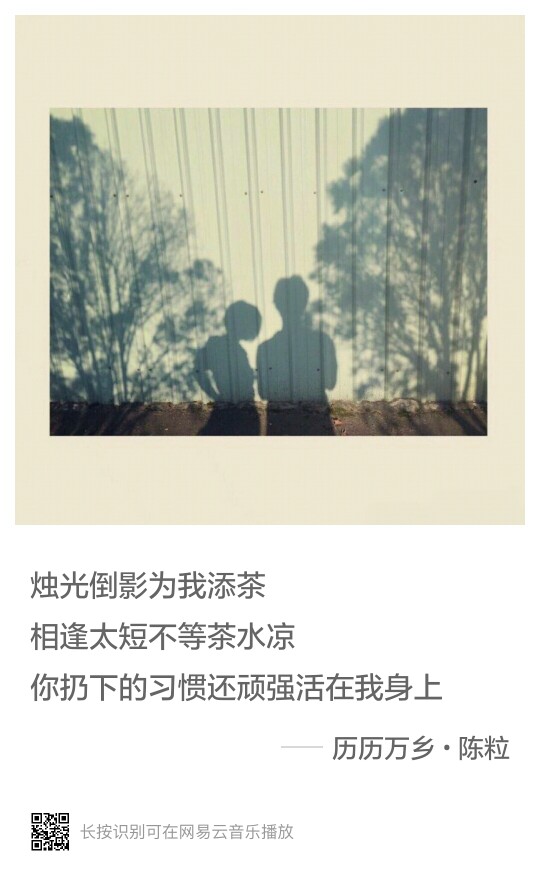 烛光倒影为我添茶
相逢太短不等茶水凉
你扔下的习惯还顽强活在我身上
—— 历历万乡·陈粒
长按识别可在网易云音乐播放